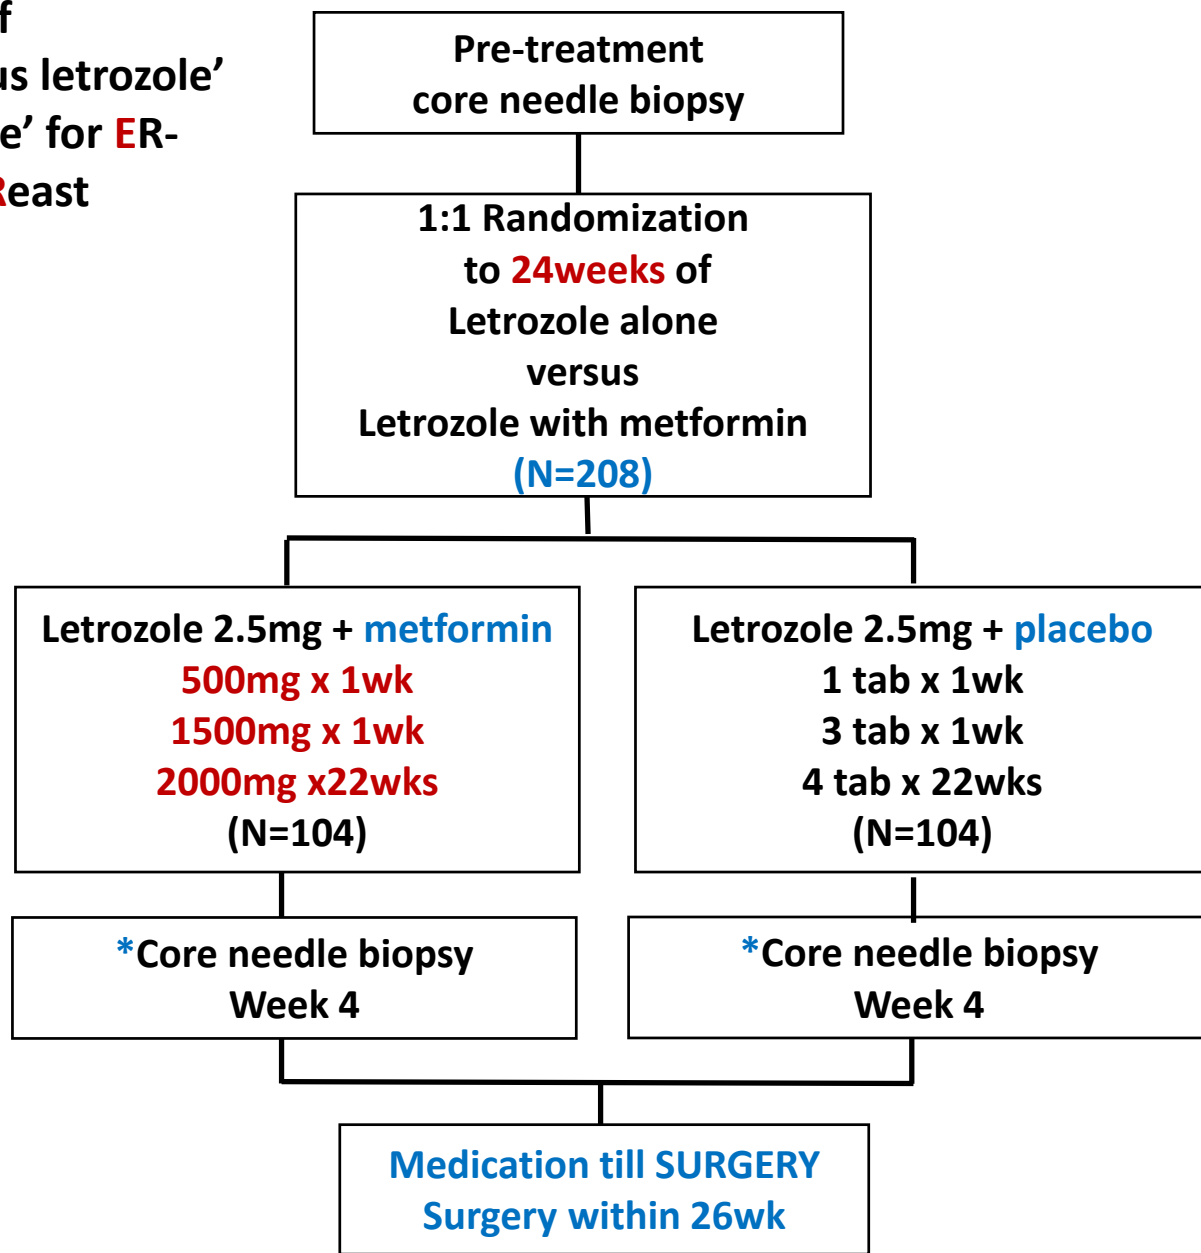 f
us letrozole’
e’ for ER-
Reast
Pre-treatment
core needle biopsy
1:1 Randomization
to 24weeks of
Letrozole alone
versus
Letrozole with metformin
(N=208)
Letrozole 2.5mg + metformin
500mg x 1wk
1500mg x 1wk
2000mg x22wks
(N=104)
Letrozole 2.5mg + placebo
1 tab x 1wk
3 tab x 1wk
4 tab x 22wks
(N=104)
*Core needle biopsy
Week 4
*Core needle biopsy
Week 4
Medication till SURGERY
Surgery within 26wk